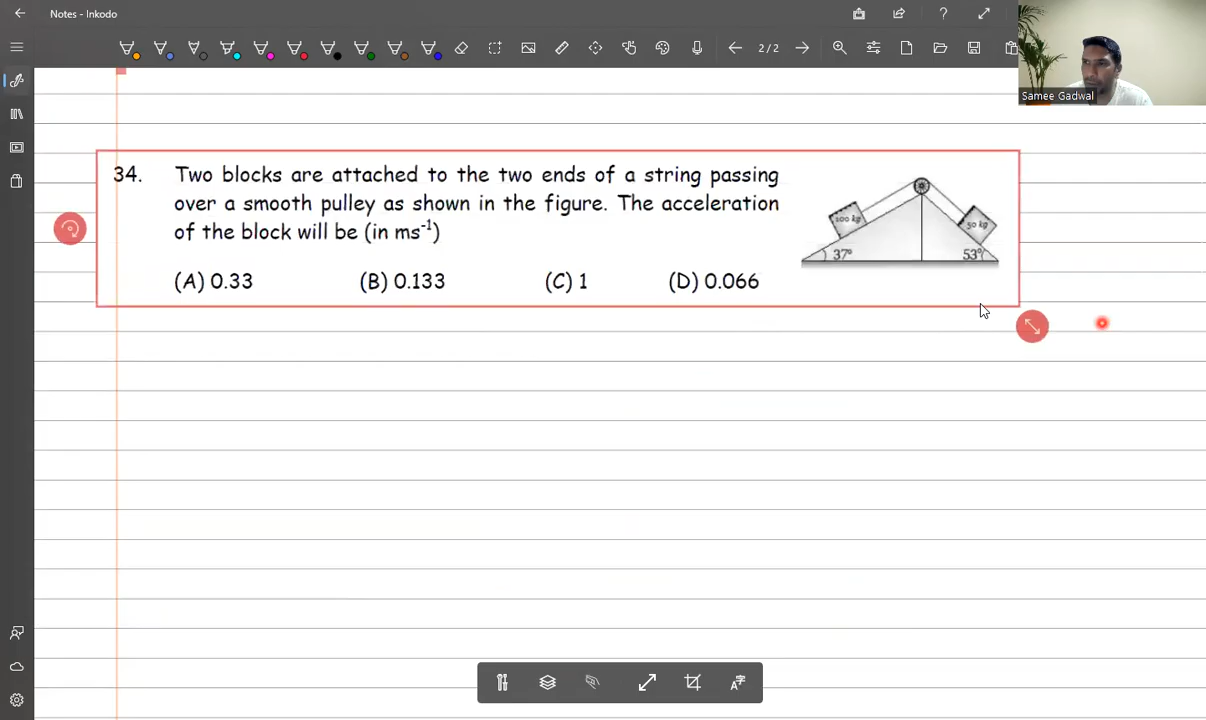 Notes - Inkodo
2 / 2
Samee Gadwal
34. Two blocks are attached to the two ends of a string passing
over a smooth pulley as shown in the figure. The acceleration
of the block will be (in ms⁻¹)
(A) 0.33 (B) 0.133 (C) 1 (D) 0.066
100 kg
50 kg
37°
53°